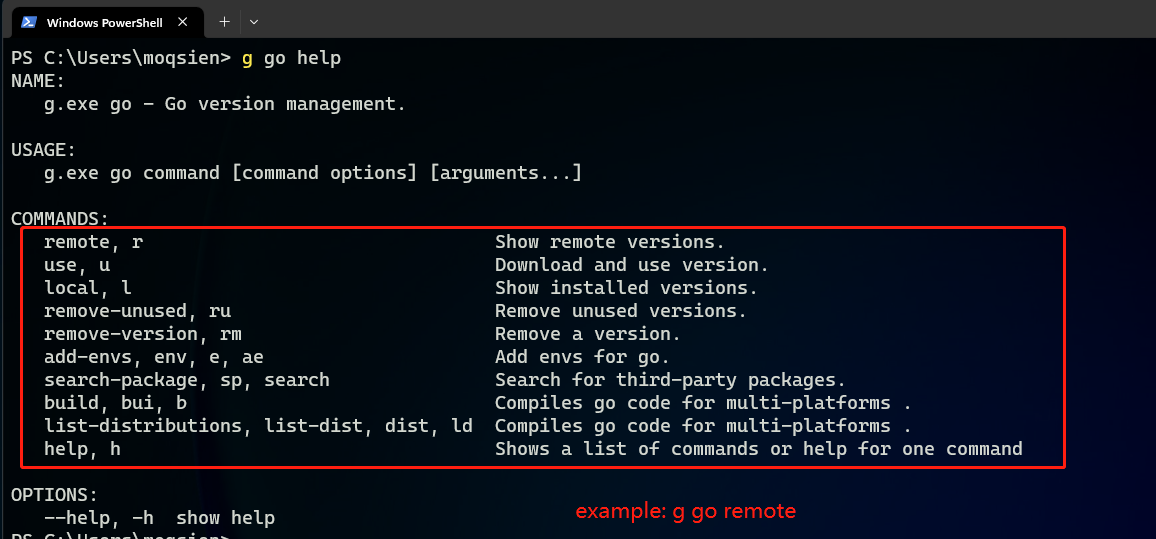 Windows PowerShell
PS C:\Users\moqsien> g go help
NAME:
   g.exe go - Go version management.

USAGE:
   g.exe go command [command options] [arguments...]

COMMANDS:
   remote, r                                Show remote versions.
   use, u                                   Download and use version.
   local, l                                 Show installed versions.
   remove-unused, ru                        Remove unused versions.
   remove-version, rm                       Remove a version.
   add-envs, env, e, ae                     Add envs for go.
   search-package, sp, search               Search for third-party packages.
   build, bui, b                            Compiles go code for multi-platforms .
   list-distributions, list-dist, dist, ld  Compiles go code for multi-platforms .
   help, h                                  Shows a list of commands or help for one command

OPTIONS:
   --help, -h  show help
example: g go remote
PS C:\Users\moqsien>